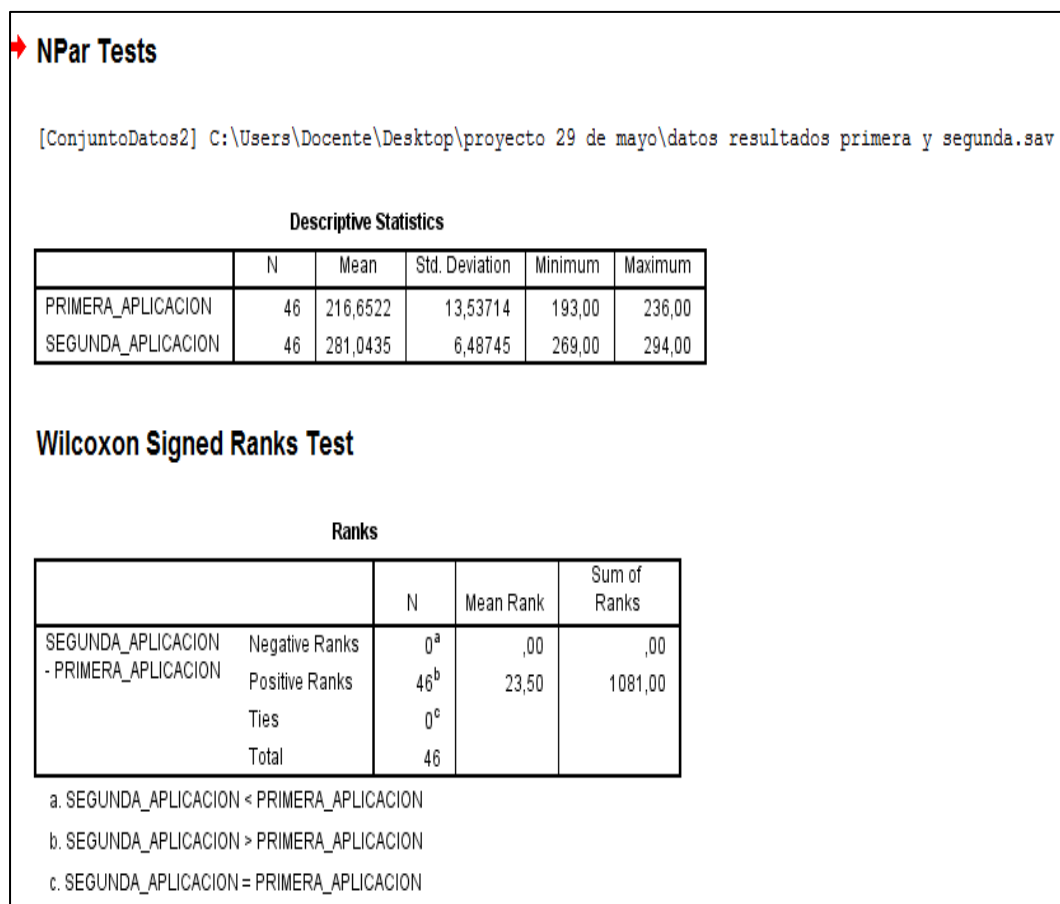 NPar Tests
[ConjuntoDatos2] C:\Users\Docente\Desktop\proyecto 29 de mayo\datos resultados primera y segunda.sav
Descriptive Statistics
N Mean Std. Deviation Minimum Maximum
PRIMERA_APLICACION 46 216,6522 13,53714 193,00 236,00
SEGUNDA_APLICACION 46 281,0435 6,48745 269,00 294,00
Wilcoxon Signed Ranks Test
Ranks
N Mean Rank Sum of Ranks
SEGUNDA_APLICACION - PRIMERA_APLICACION Negative Ranks 0a ,00 ,00
Positive Ranks 46b 23,50 1081,00
Ties 0c
Total 46
a. SEGUNDA_APLICACION < PRIMERA_APLICACION
b. SEGUNDA_APLICACION > PRIMERA_APLICACION
c. SEGUNDA_APLICACION = PRIMERA_APLICACION